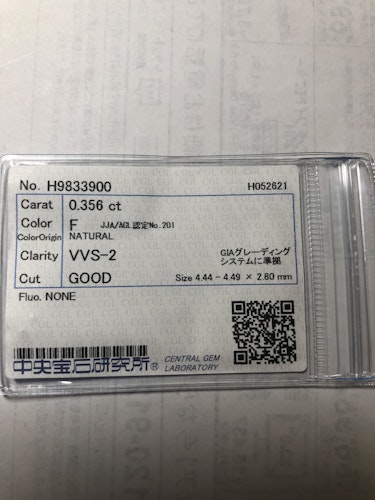 No. H9833900 H052621
Carat 0.356 ct
Color F JJA/AGL認定No.201
ColorOrigin NATURAL
Clarity VVS-2 GIAグレーディング
システムに準拠
Cut GOOD Size 4.44 - 4.49 × 2.80 mm
Fluo. NONE
中央宝石研究所® CENTRAL GEM
LABORATORY